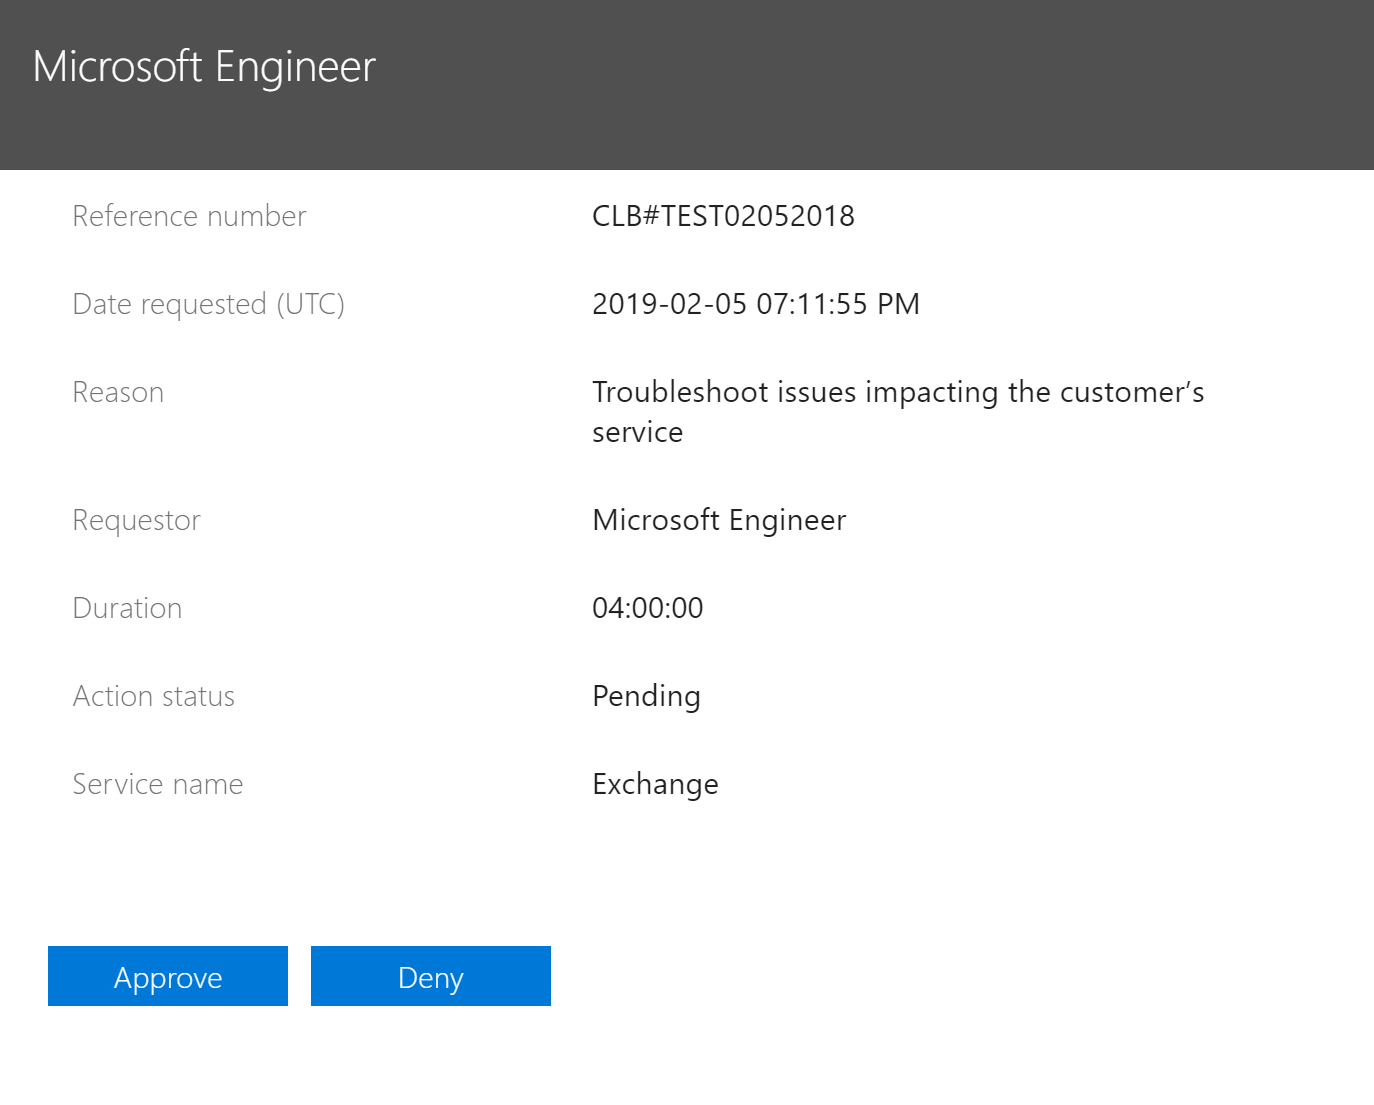 Microsoft Engineer
Reference number CLB#TEST02052018
Date requested (UTC) 2019-02-05 07:11:55 PM
Reason Troubleshoot issues impacting the customer’s
service
Requestor Microsoft Engineer
Duration 04:00:00
Action status Pending
Service name Exchange
Approve Deny